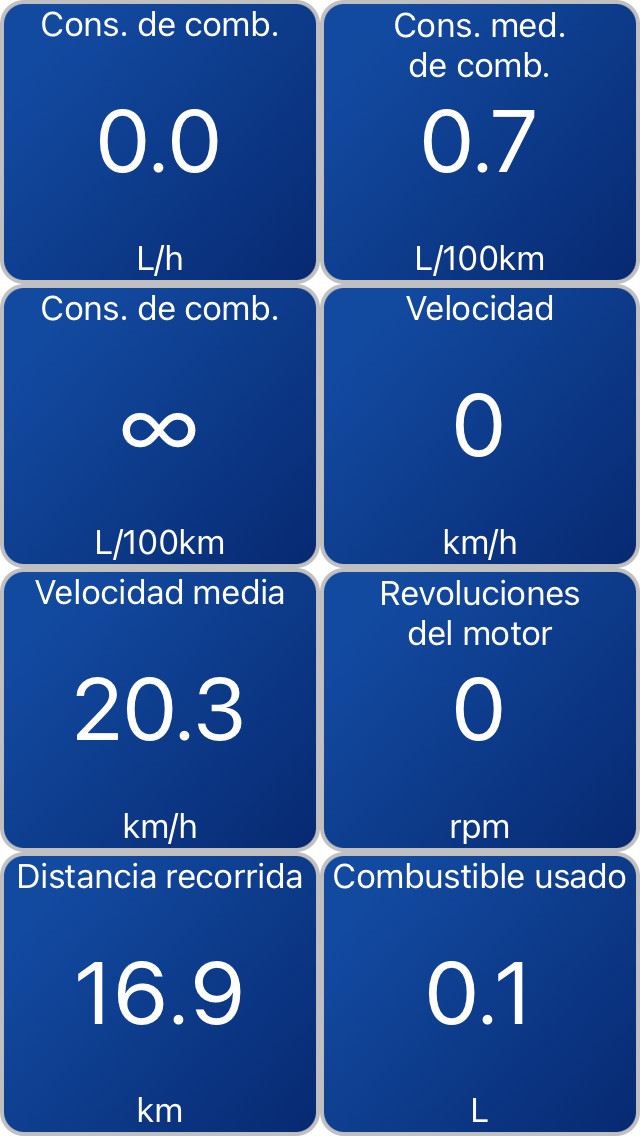 Cons. de comb.
0.0
L/h
Cons. med.
de comb.
0.7
L/100km
Cons. de comb.
∞
L/100km
Velocidad
0
km/h
Velocidad media
20.3
km/h
Revoluciones
del motor
0
rpm
Distancia recorrida
16.9
km
Combustible usado
0.1
L